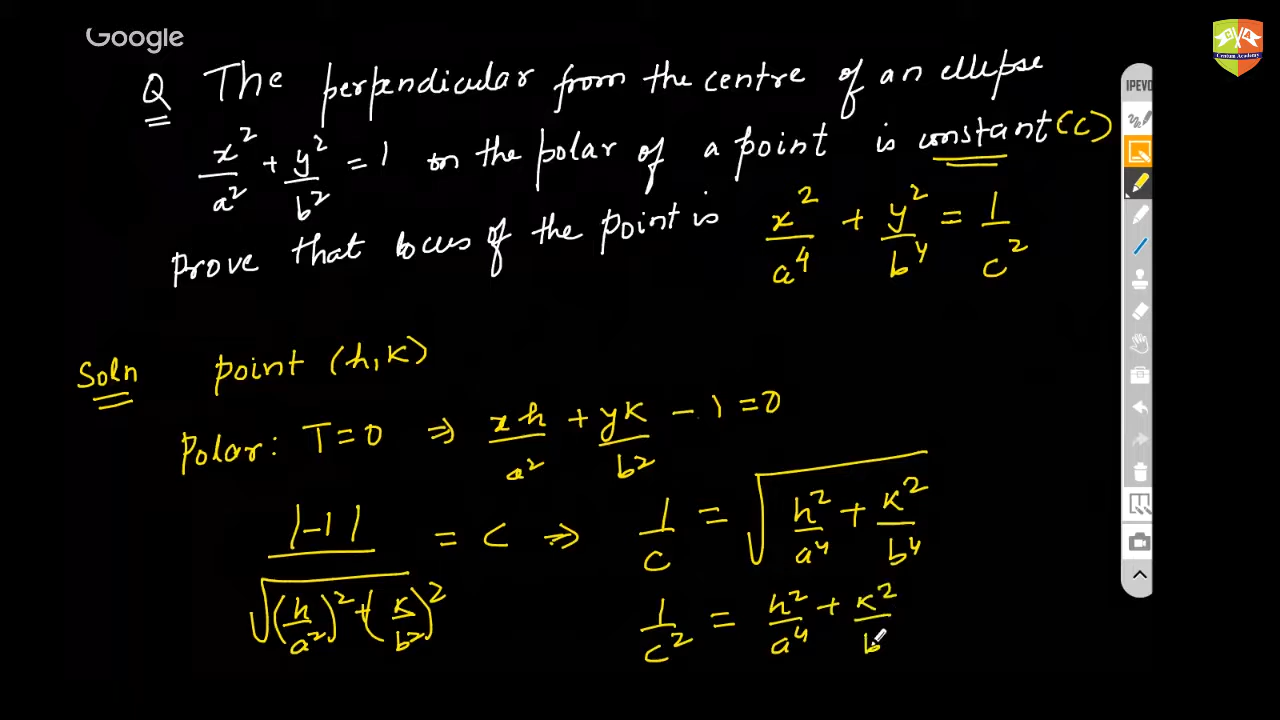 Google
Q The perpendicular from the centre of an ellipse
x²/a² + y²/b² = 1 on the polar of a point is constant (c)
Prove that locus of the point is x²/a⁴ + y²/b⁴ = 1/c²
Soln point (h, k)
Polar: T=0 ⇒ xh/a² + yk/b² - 1 = 0
|-1|/√((h/a²)² + (k/b²)²) = c ⇒ 1/c = √(h²/a⁴ + k²/b⁴)
1/c² = h²/a⁴ + k²/b
IPEVO
Centum Academy